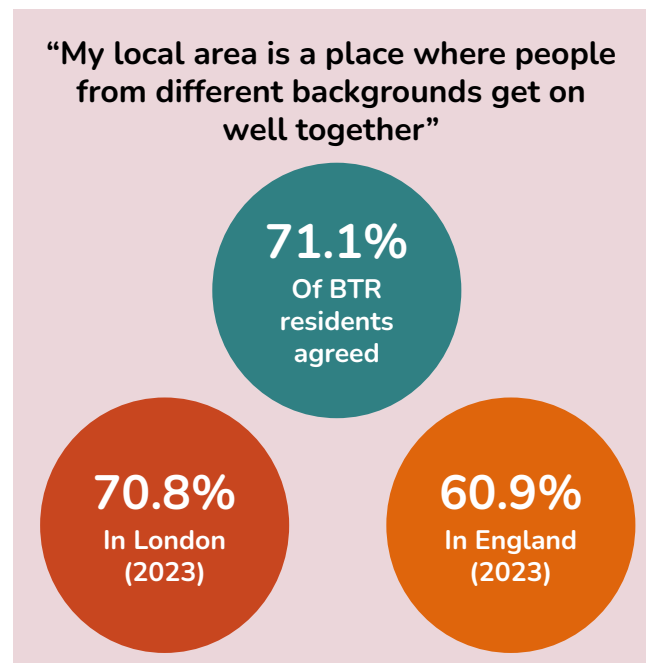 “My local area is a place where people
from different backgrounds get on
well together”
71.1%
Of BTR
residents
agreed
70.8%
In London
(2023)
60.9%
In England
(2023)